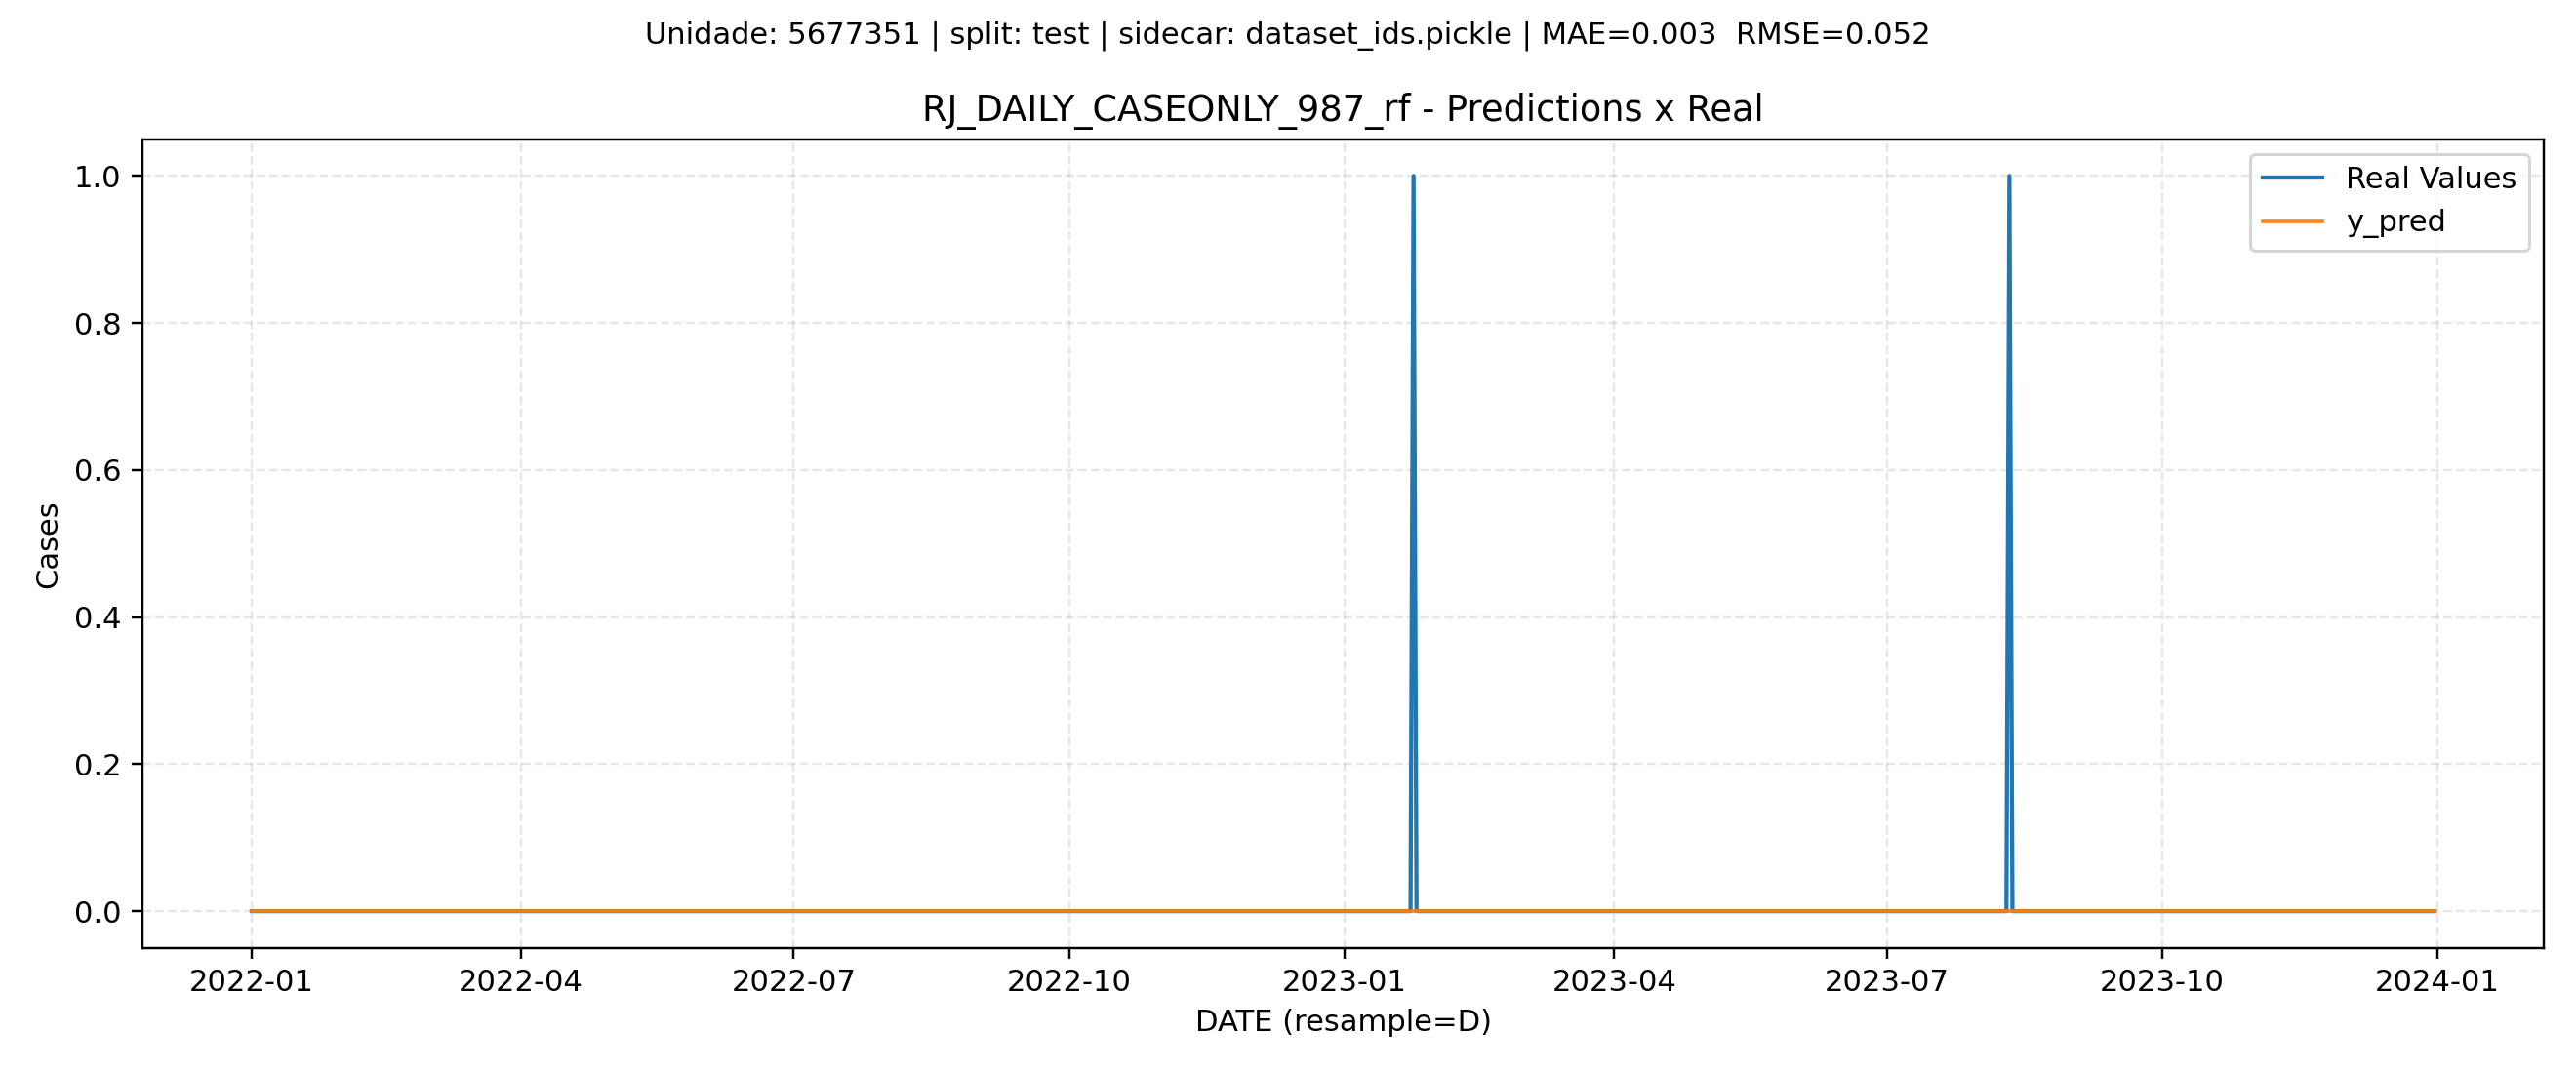 Unidade: 5677351 | split: test | sidecar: dataset_ids.pickle | MAE=0.003  RMSE=0.052
RJ_DAILY_CASEONLY_987_rf - Predictions x Real
Real Values
y_pred
Cases
1.0
0.8
0.6
0.4
0.2
0.0
2022-01 2022-04 2022-07 2022-10 2023-01 2023-04 2023-07 2023-10 2024-01
DATE (resample=D)